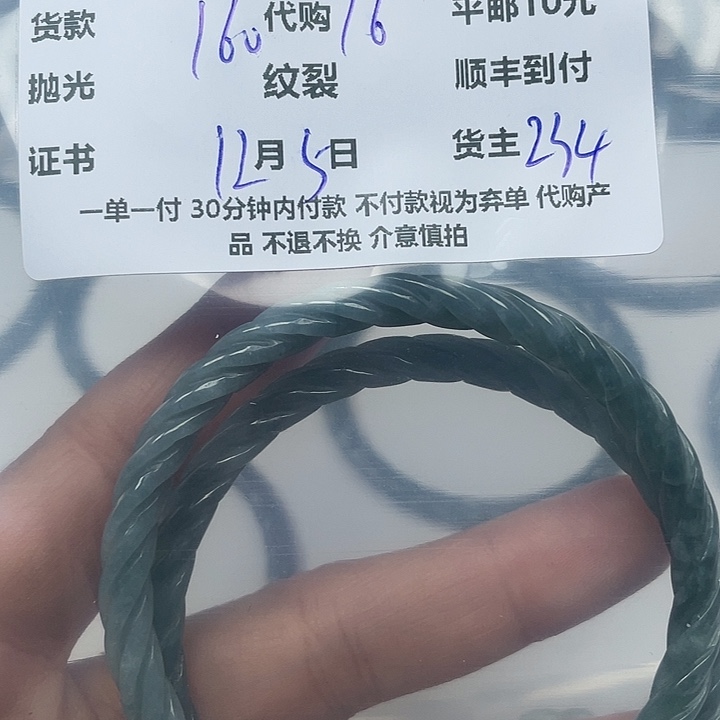 货款 160 代购 16 平邮10元
抛光 纹裂 顺丰到付
证书 12月5日 货主 234
一单一付 30分钟内付款 不付款视为弃单 代购产
品 不退不换 介意慎拍